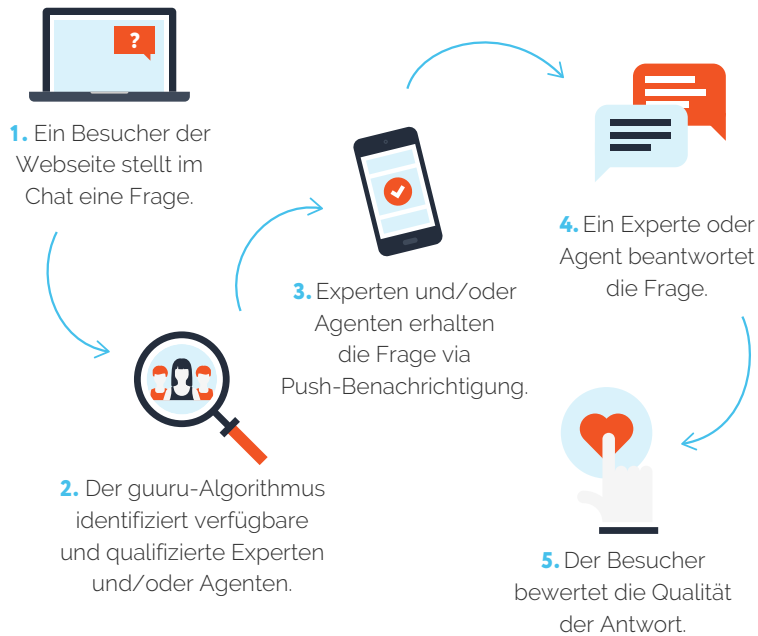 ?
1. Ein Besucher der
Webseite stellt im
Chat eine Frage.
2. Der guuru-Algorithmus
identifiziert verfügbare
und qualifizierte Experten
und/oder Agenten.
3. Experten und/oder
Agenten erhalten
die Frage via
Push-Benachrichtigung.
4. Ein Experte oder
Agent beantwortet
die Frage.
5. Der Besucher
bewertet die Qualität
der Antwort.